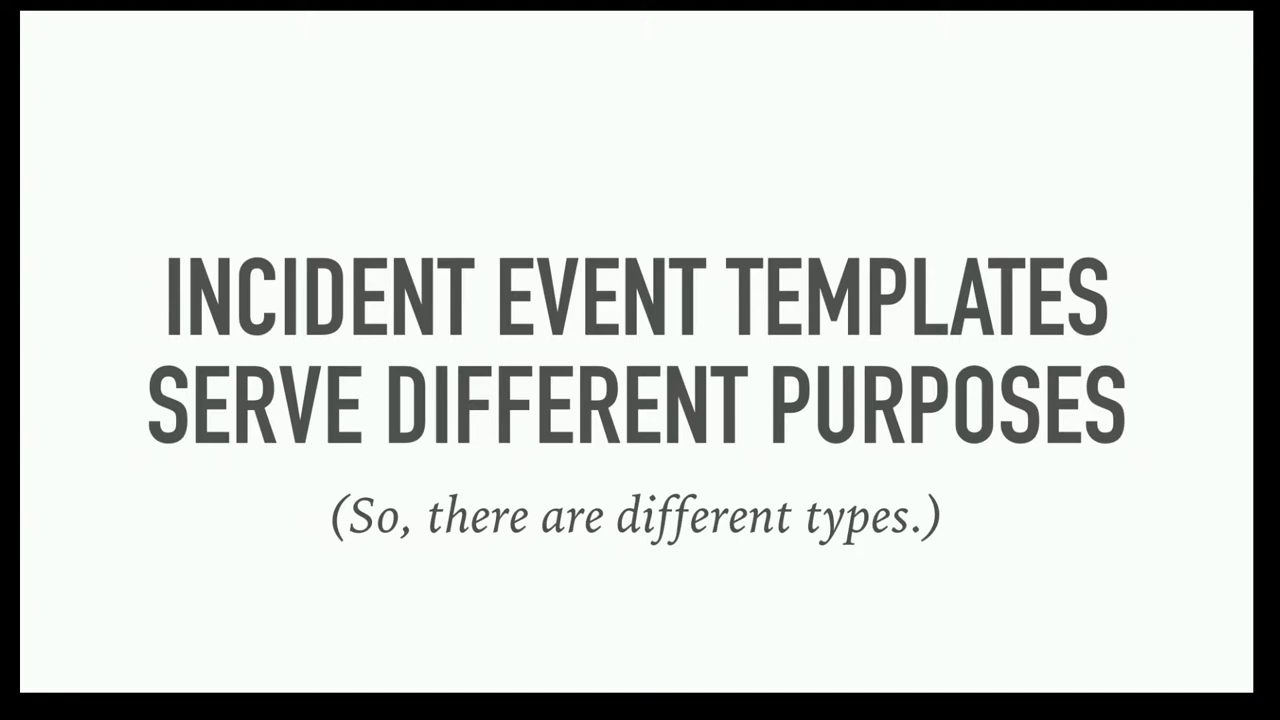 INCIDENT EVENT TEMPLATES
SERVE DIFFERENT PURPOSES
(So, there are different types.)